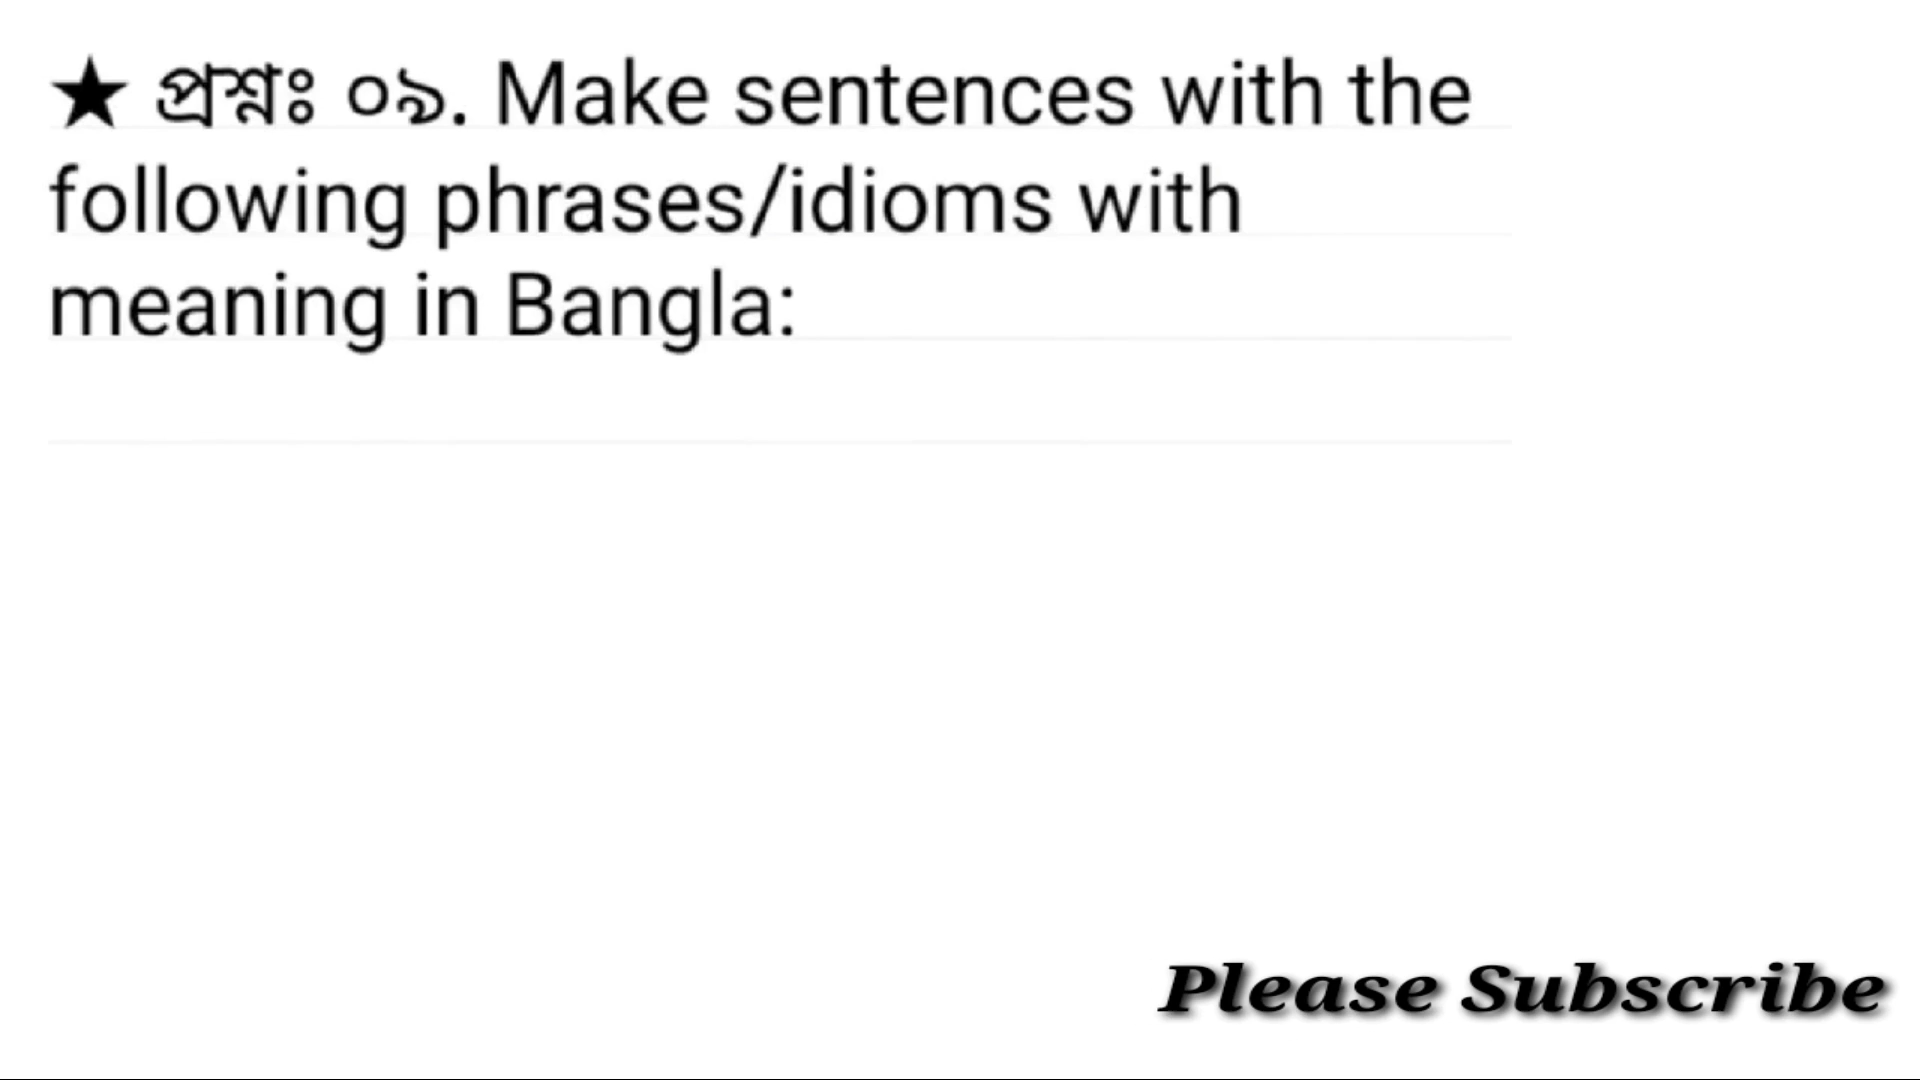 ★ প্রশ্নঃ ০৯. Make sentences with the
following phrases/idioms with
meaning in Bangla:
Please Subscribe